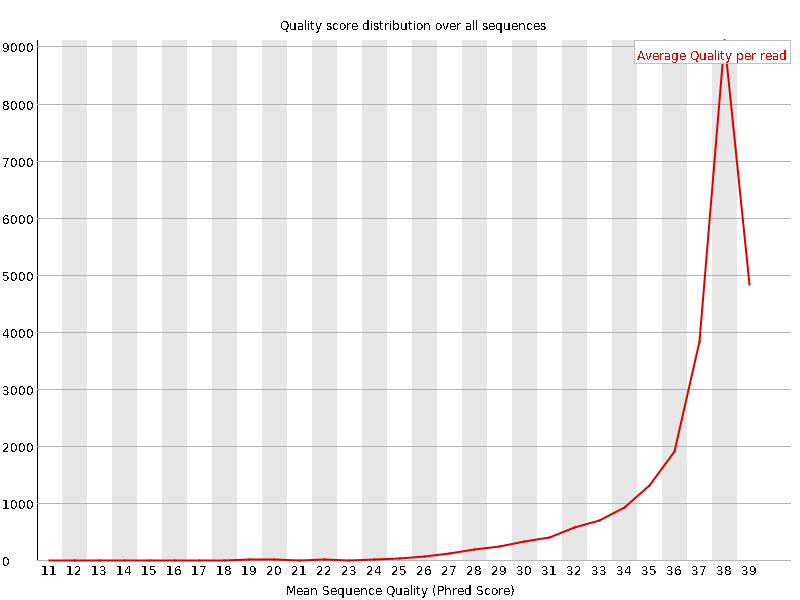 Quality score distribution over all sequences
Average Quality per read
9000
8000
7000
6000
5000
4000
3000
2000
1000
0
11 12 13 14 15 16 17 18 19 20 21 22 23 24 25 26 27 28 29 30 31 32 33 34 35 36 37 38 39
Mean Sequence Quality (Phred Score)